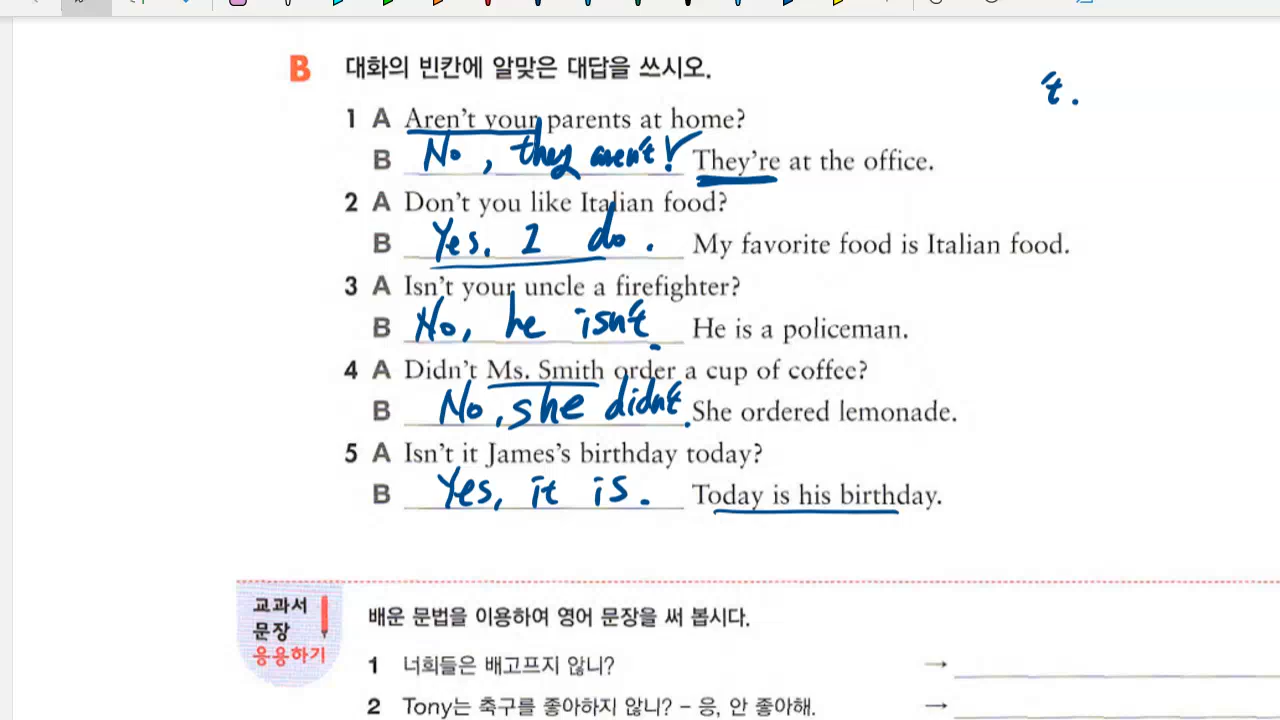 B 대화의 빈칸에 알맞은 대답을 쓰시오.
't.
1 A Aren't your parents at home?
B No, they aren't! They're at the office.
2 A Don't you like Italian food?
B Yes, I do. My favorite food is Italian food.
3 A Isn't your uncle a firefighter?
B No, he isn't. He is a policeman.
4 A Didn't Ms. Smith order a cup of coffee?
B No, she didn't. She ordered lemonade.
5 A Isn't it James's birthday today?
B Yes, it is. Today is his birthday.
교과서
문장
응용하기
배운 문법을 이용하여 영어 문장을 써 봅시다.
1 너희들은 배고프지 않니? →
2 Tony는 축구를 좋아하지 않니? – 응, 안 좋아해. →